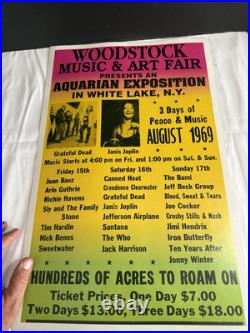 WOODSTOCK
MUSIC & ART FAIR
PRESENTS AN
AQUARIAN EXPOSITION
IN WHITE LAKE, N.Y.
3 Days of
Peace & Music
AUGUST 1969
Grateful Dead Janis Joplin
Music Starts at 4:00 pm on Fri. and 1:00 pm on Sat. & Sun.
Friday 15th
Joan Baez
Arlo Guthrie
Richie Havens
Sly and The Family
Stone
Tim Hardin
Nick Benes
Sweetwater
Saturday 16th
Canned Heat
Creedence Clearwater
Grateful Dead
Janis Joplin
Jefferson Airplane
Santana
The Who
Jack Harrison
Sunday 17th
The Band
Jeff Beck Group
Blood, Sweat & Tears
Joe Cocker
Crosby Stills & Nash
Jimi Hendrix
Iron Butterfly
Ten Years After
Jonny Winter
HUNDREDS OF ACRES TO ROAM ON
Ticket Prices, One Day $7.00
Two Days $13.00, Three Days $18.00